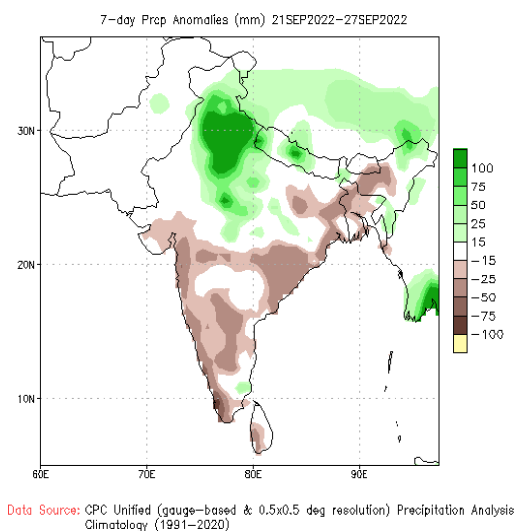 7-day Prcp Anomalies (mm) 21SEP2022-27SEP2022
30N
20N
10N
60E
70E
80E
90E
100
75
50
25
15
-15
-25
-50
-75
-100
Data Source: CPC Unified (gauge-based & 0.5x0.5 deg resolution) Precipitation Analysis
Climatology (1991-2020)